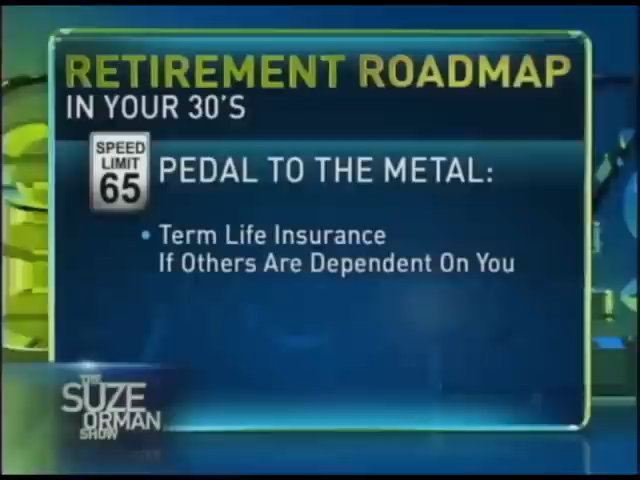 RETIREMENT ROADMAP
IN YOUR 30'S
SPEED
LIMIT
65
PEDAL TO THE METAL:
• Term Life Insurance
If Others Are Dependent On You
THE
SUZE
ORMAN
SHOW